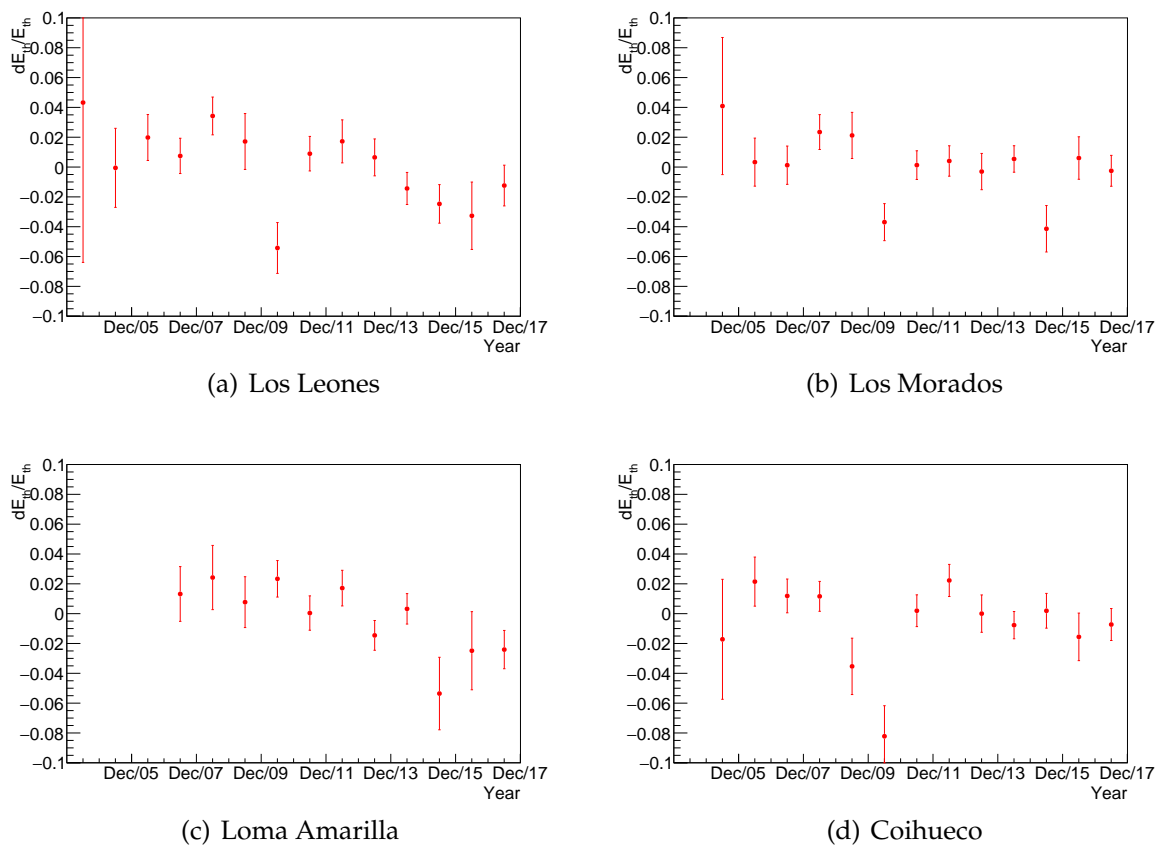 dE_th/E_th
0.1
0.08
0.06
0.04
0.02
0
−0.02
−0.04
−0.06
−0.08
−0.1
Dec/05 Dec/07 Dec/09 Dec/11 Dec/13 Dec/15 Dec/17
Year
(a) Los Leones
dE_th/E_th
0.1
0.08
0.06
0.04
0.02
0
−0.02
−0.04
−0.06
−0.08
−0.1
Dec/05 Dec/07 Dec/09 Dec/11 Dec/13 Dec/15 Dec/17
Year
(b) Los Morados
dE_th/E_th
0.1
0.08
0.06
0.04
0.02
0
−0.02
−0.04
−0.06
−0.08
−0.1
Dec/05 Dec/07 Dec/09 Dec/11 Dec/13 Dec/15 Dec/17
Year
(c) Loma Amarilla
dE_th/E_th
0.1
0.08
0.06
0.04
0.02
0
−0.02
−0.04
−0.06
−0.08
−0.1
Dec/05 Dec/07 Dec/09 Dec/11 Dec/13 Dec/15 Dec/17
Year
(d) Coihueco